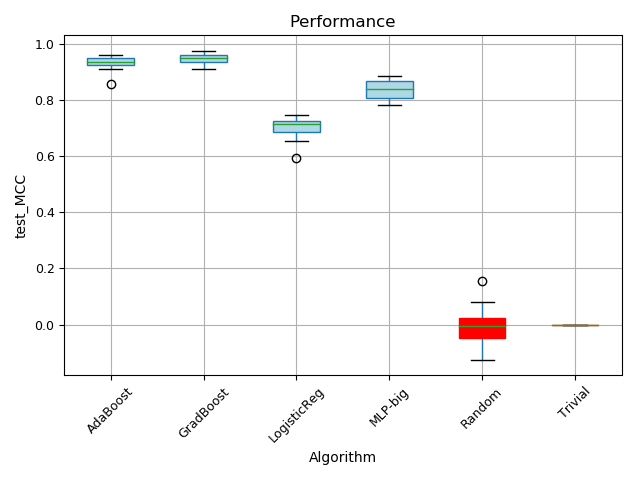 Performance
1.0
0.8
0.6
0.4
0.2
0.0
test_MCC
AdaBoost
GradBoost
LogisticReg
MLP-big
Random
Trivial
Algorithm